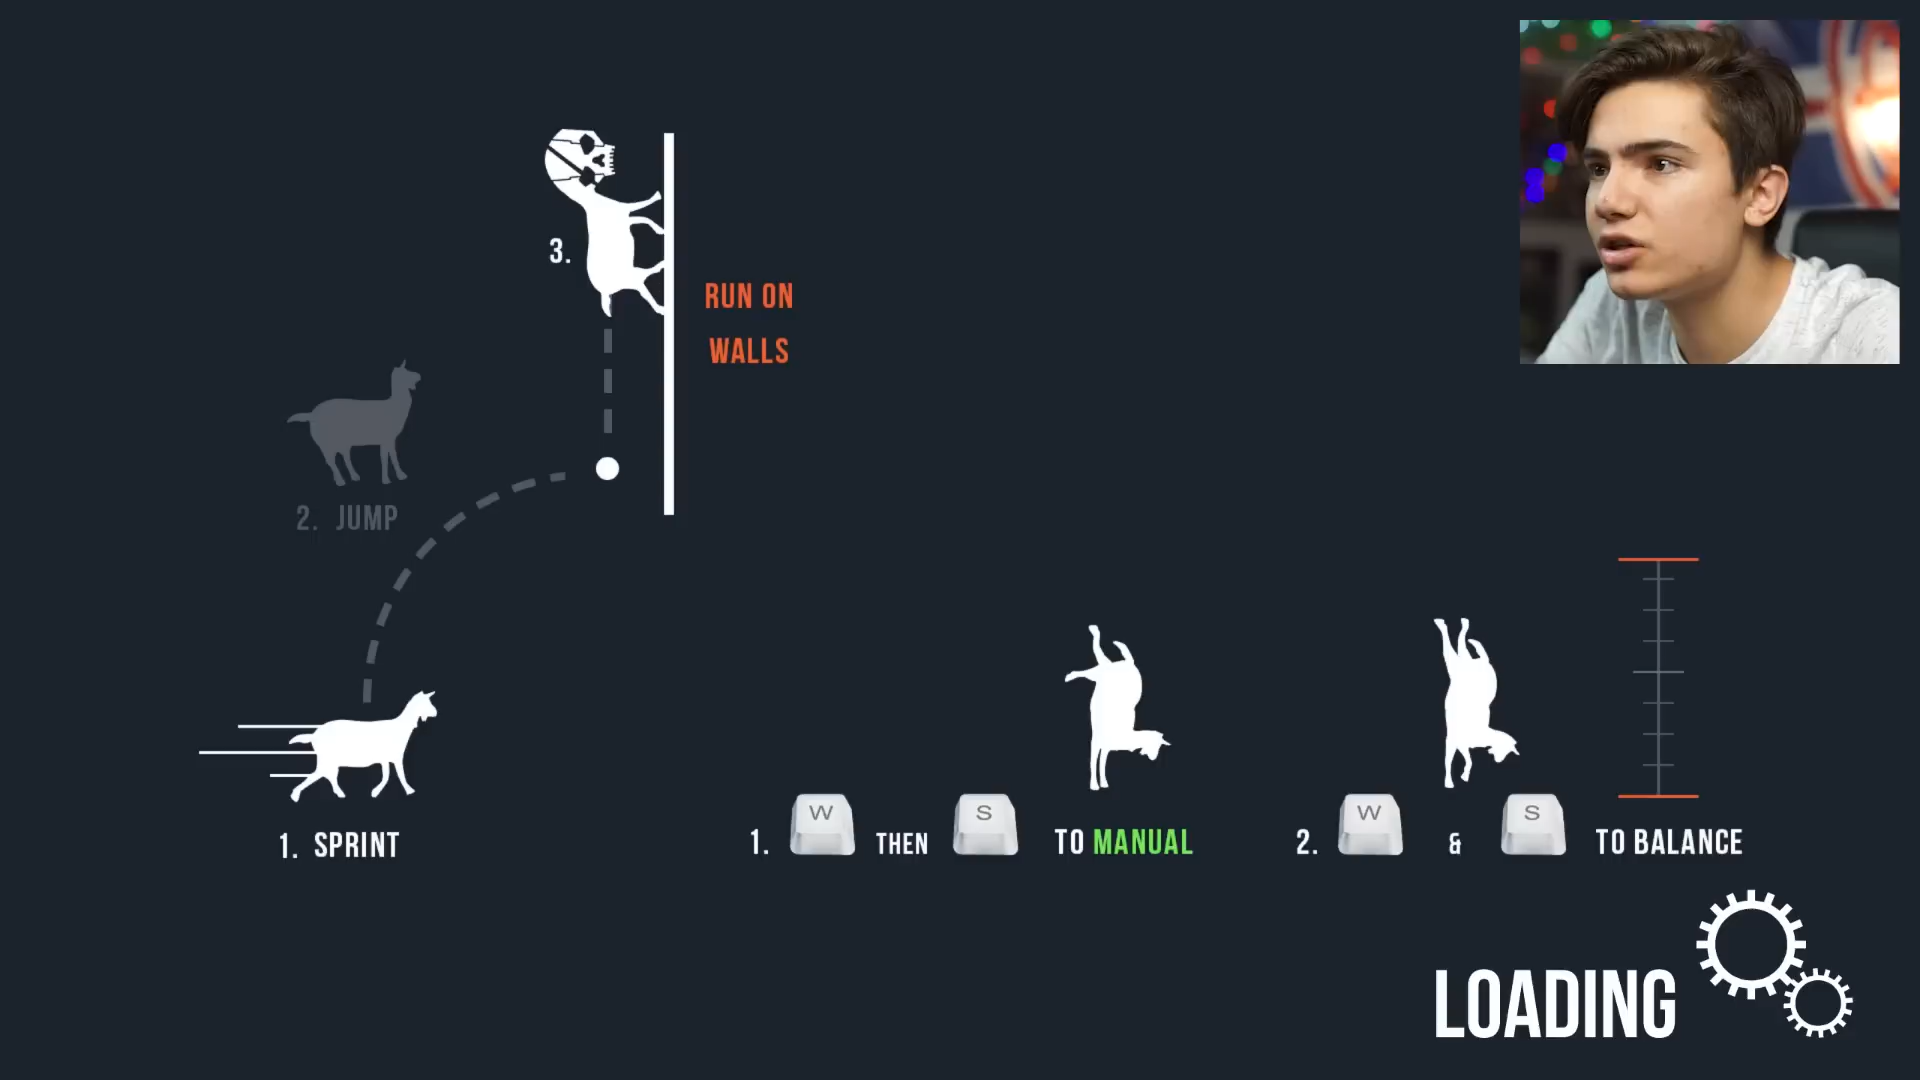 3.
RUN ON
WALLS
2. JUMP
1. SPRINT
W S
1. THEN TO MANUAL
W S
2. & TO BALANCE
LOADING